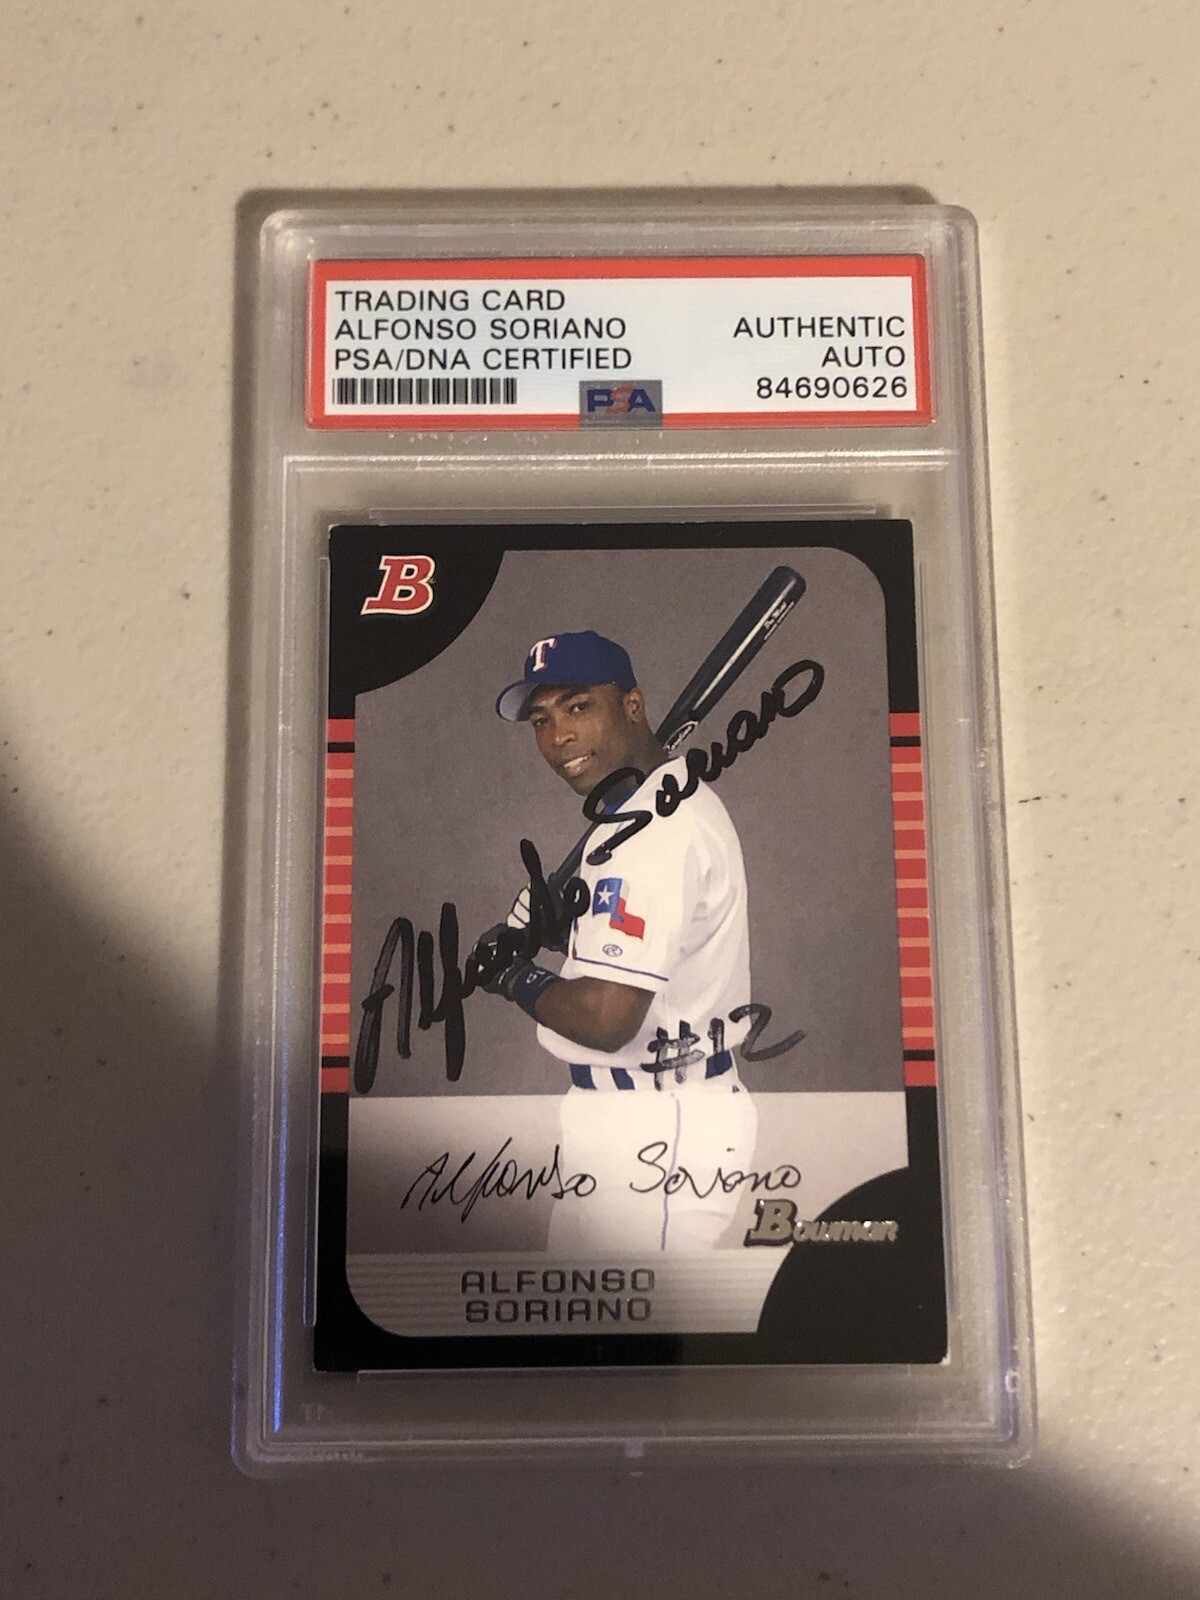 TRADING CARD
ALFONSO SORIANO
PSA/DNA CERTIFIED
AUTHENTIC
AUTO
84690626
PSA
B
T
Alfonso Soriano
#12
Alfonso Soriano
Bowman
ALFONSO
SORIANO